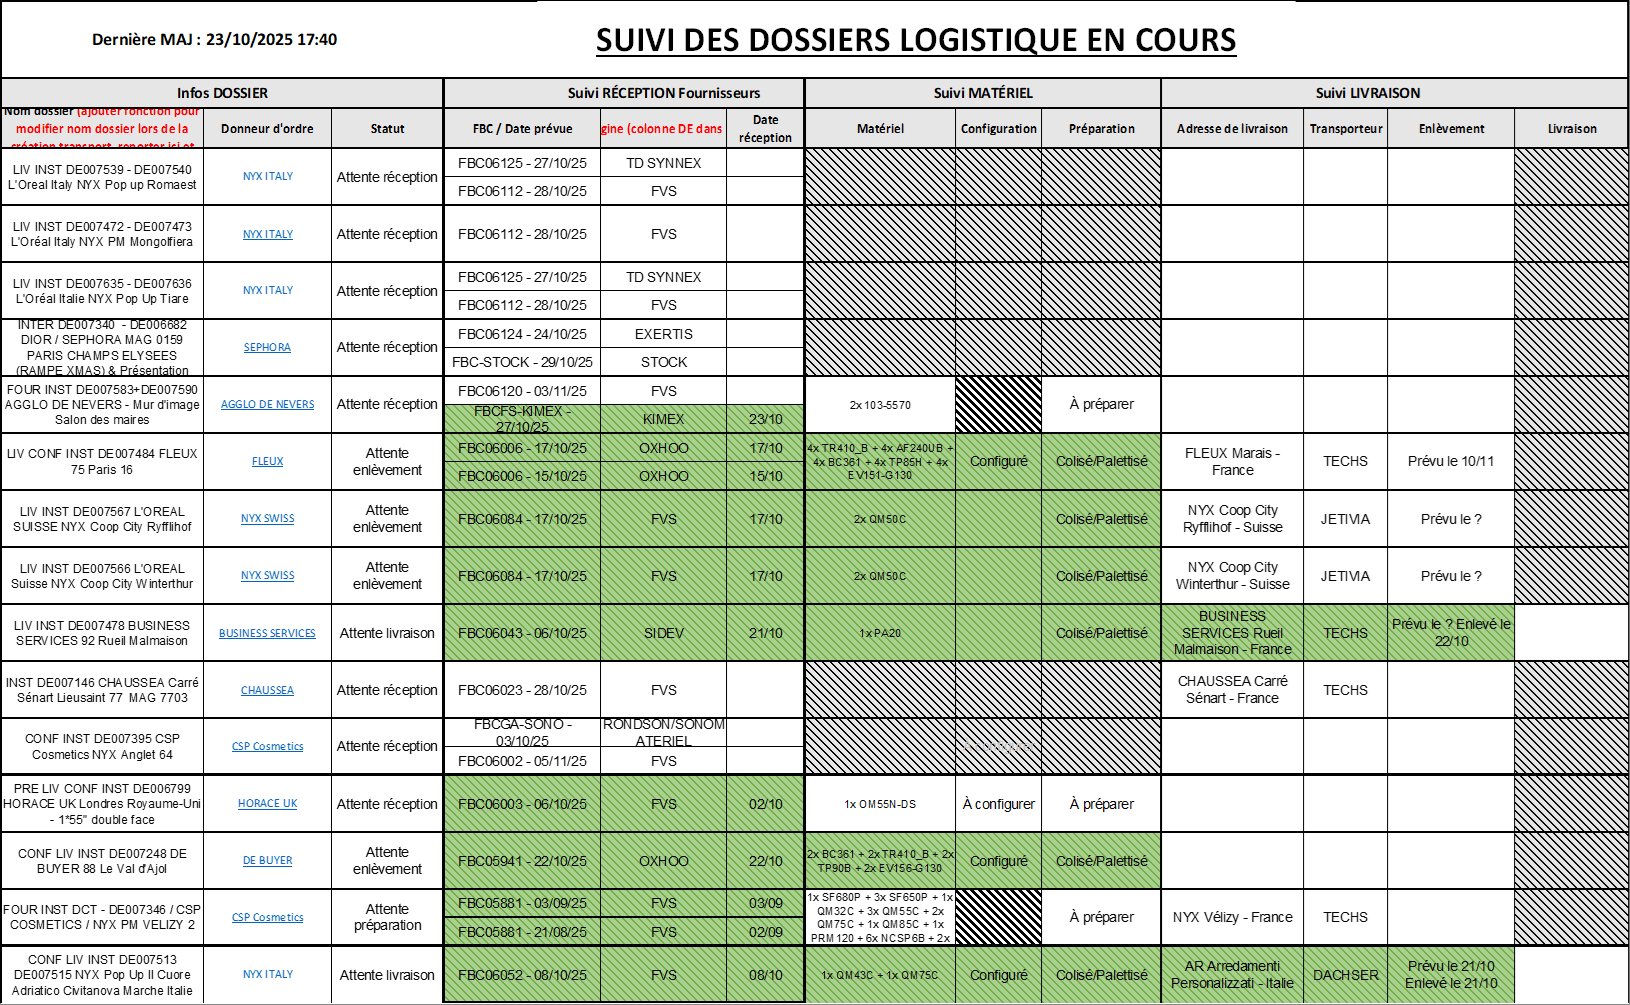 Dernière MAJ : 23/10/2025 17:40
SUIVI DES DOSSIERS LOGISTIQUE EN COURS
Infos DOSSIER
Suivi RÉCEPTION Fournisseurs
Suivi MATÉRIEL
Suivi LIVRAISON
Nom dossier (ajouter fonction pour
modifier nom dossier lors de la
création transport, reporter ici et
Donneur d'ordre
Statut
FBC / Date prévue
gine (colonne DE dans
Date
réception
Matériel
Configuration
Préparation
Adresse de livraison
Transporteur
Enlèvement
Livraison
LIV INST DE007539 - DE007540
L'Oreal Italy NYX Pop up Romaest
NYX ITALY
Attente réception
FBC06125 - 27/10/25
TD SYNNEX
FBC06112 - 28/10/25
FVS
LIV INST DE007472 - DE007473
L'Oréal Italy NYX PM Mongolfiera
NYX ITALY
Attente réception
FBC06112 - 28/10/25
FVS
LIV INST DE007635 - DE007636
L'Oréal Italie NYX Pop Up Tiare
NYX ITALY
Attente réception
FBC06125 - 27/10/25
TD SYNNEX
FBC06112 - 28/10/25
FVS
INTER DE007340 - DE006682
DIOR / SEPHORA MAG 0159
PARIS CHAMPS ELYSEES
(RAMPE XMAS) & Présentation
SEPHORA
Attente réception
FBC06124 - 24/10/25
EXERTIS
FBC-STOCK - 29/10/25
STOCK
FOUR INST DE007583+DE007590
AGGLO DE NEVERS - Mur d'image
Salon des maires
AGGLO DE NEVERS
Attente réception
FBC06120 - 03/11/25
FVS
FBCFS-KIMEX -
27/10/25
KIMEX
23/10
2x 103-5570
À préparer
LIV CONF INST DE007484 FLEUX
75 Paris 16
FLEUX
Attente
enlèvement
FBC06006 - 17/10/25
OXHOO
17/10
FBC06006 - 15/10/25
OXHOO
15/10
4x TR410_B + 4x AF240UB +
4x BC361 + 4x TP85H + 4x
EV151-G130
Configuré
Colisé/Palettisé
FLEUX Marais -
France
TECHS
Prévu le 10/11
LIV INST DE007567 L'OREAL
SUISSE NYX Coop City Ryfflihof
NYX SWISS
Attente
enlèvement
FBC06084 - 17/10/25
FVS
17/10
2x QM50C
Colisé/Palettisé
NYX Coop City
Ryfflihof - Suisse
JETIVIA
Prévu le ?
LIV INST DE007566 L'OREAL
Suisse NYX Coop City Winterthur
NYX SWISS
Attente
enlèvement
FBC06084 - 17/10/25
FVS
17/10
2x QM50C
Colisé/Palettisé
NYX Coop City
Winterthur - Suisse
JETIVIA
Prévu le ?
LIV INST DE007478 BUSINESS
SERVICES 92 Rueil Malmaison
BUSINESS SERVICES
Attente livraison
FBC06043 - 06/10/25
SIDEV
21/10
1x PA20
Colisé/Palettisé
BUSINESS
SERVICES Rueil
Malmaison - France
TECHS
Prévu le ? Enlevé le
22/10
INST DE007146 CHAUSSEA Carré
Sénart Lieusaint 77 MAG 7703
CHAUSSEA
Attente réception
FBC06023 - 28/10/25
FVS
CHAUSSEA Carré
Sénart - France
TECHS
CONF INST DE007395 CSP
Cosmetics NYX Anglet 64
CSP Cosmetics
Attente réception
FBCGA-SONO -
03/10/25
RONDSON/SONOM
ATERIEL
FBC06002 - 05/11/25
FVS
PRE LIV CONF INST DE006799
HORACE UK Londres Royaume-Uni
- 1*55" double face
HORACE UK
Attente réception
FBC06003 - 06/10/25
FVS
02/10
1x OM55N-DS
À configurer
À préparer
CONF LIV INST DE007248 DE
BUYER 88 Le Val d'Ajol
DE BUYER
Attente
enlèvement
FBC05941 - 22/10/25
OXHOO
22/10
2x BC361 + 2x TR410_B + 2x
TP90B + 2x EV156-G130
Configuré
Colisé/Palettisé
FOUR INST DCT - DE007346 / CSP
COSMETICS / NYX PM VELIZY 2
CSP Cosmetics
Attente
préparation
FBC05881 - 03/09/25
FVS
03/09
FBC05881 - 21/08/25
FVS
02/09
1x SF680P + 3x SF650P + 1x
QM32C + 3x QM55C + 2x
QM75C + 1x QM85C + 1x
PRM120 + 6x NCSP6B + 2x
À préparer
NYX Vélizy - France
TECHS
CONF LIV INST DE007513
DE007515 NYX Pop Up Il Cuore
Adriatico Civitanova Marche Italie
NYX ITALY
Attente livraison
FBC06052 - 08/10/25
FVS
08/10
1x QM43C + 1x QM75C
Configuré
Colisé/Palettisé
AR Arredamenti
Personalizzati - Italie
DACHSER
Prévu le 21/10
Enlevé le 21/10